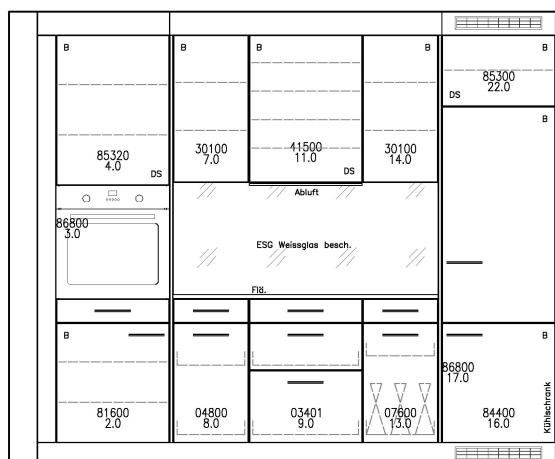 B
B
B
B
B
85300
22.0
DS
B
85320
4.0
DS
30100
7.0
41500
11.0
DS
30100
14.0
Abluft
86800
3.0
ESG Weissglas besch.
Fld.
B
B
86800
17.0
81600
2.0
04800
8.0
03401
9.0
07600
13.0
84400
16.0
Kühlschrank